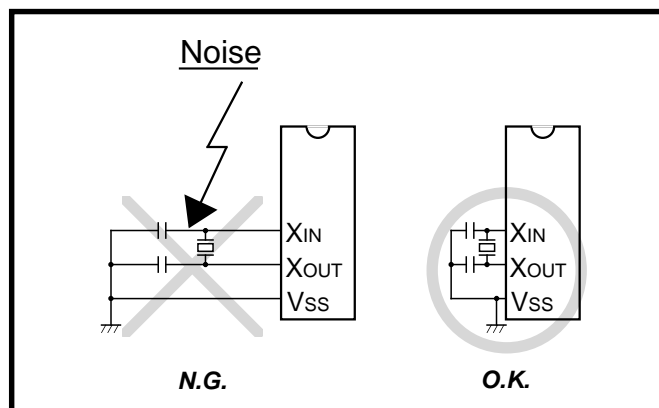 Noise
XIN
XOUT
VSS
XIN
XOUT
VSS
N.G.
O.K.